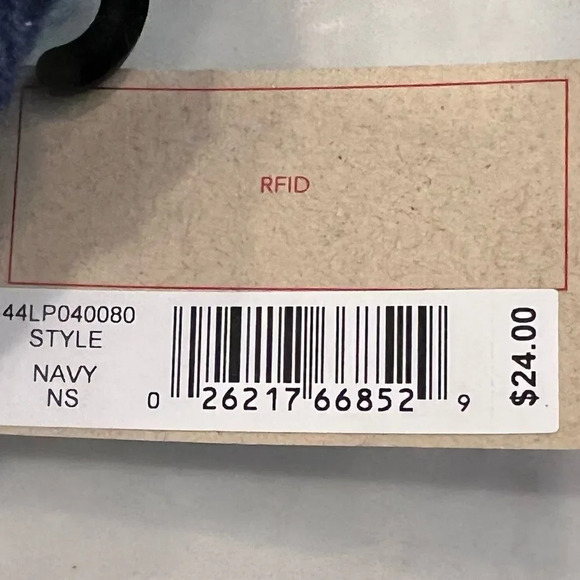 RFID
44LP040080
STYLE
NAVY
NS
0 26217 66852 9
$24.00